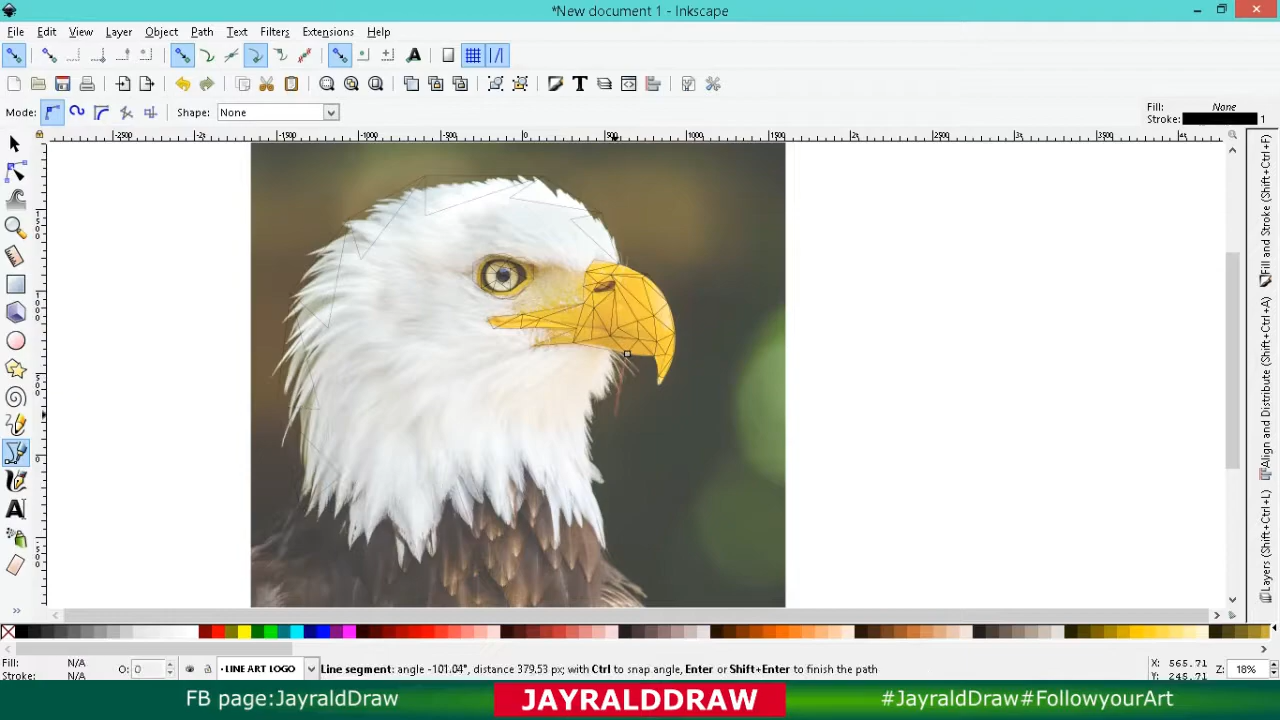 *New document 1 - Inkscape
File Edit View Layer Object Path Text Filters Extensions Help
Mode: Shape: None
Fill: None
Stroke: 1
Fill and Stroke (Shift+Ctrl+F)
Align and Distribute (Shift+Ctrl+A)
Layers (Shift+Ctrl+L)
Fill: N/A
Stroke: N/A
O: 0
LINE ART LOGO
Line segment: angle -101.04°, distance 379.53 px; with Ctrl to snap angle, Enter or Shift+Enter to finish the path
X: 565.71
Y: 245.71
Z: 18%
FB page:JayraldDraw JAYRALDDRAW #JayraldDraw#FollowyourArt